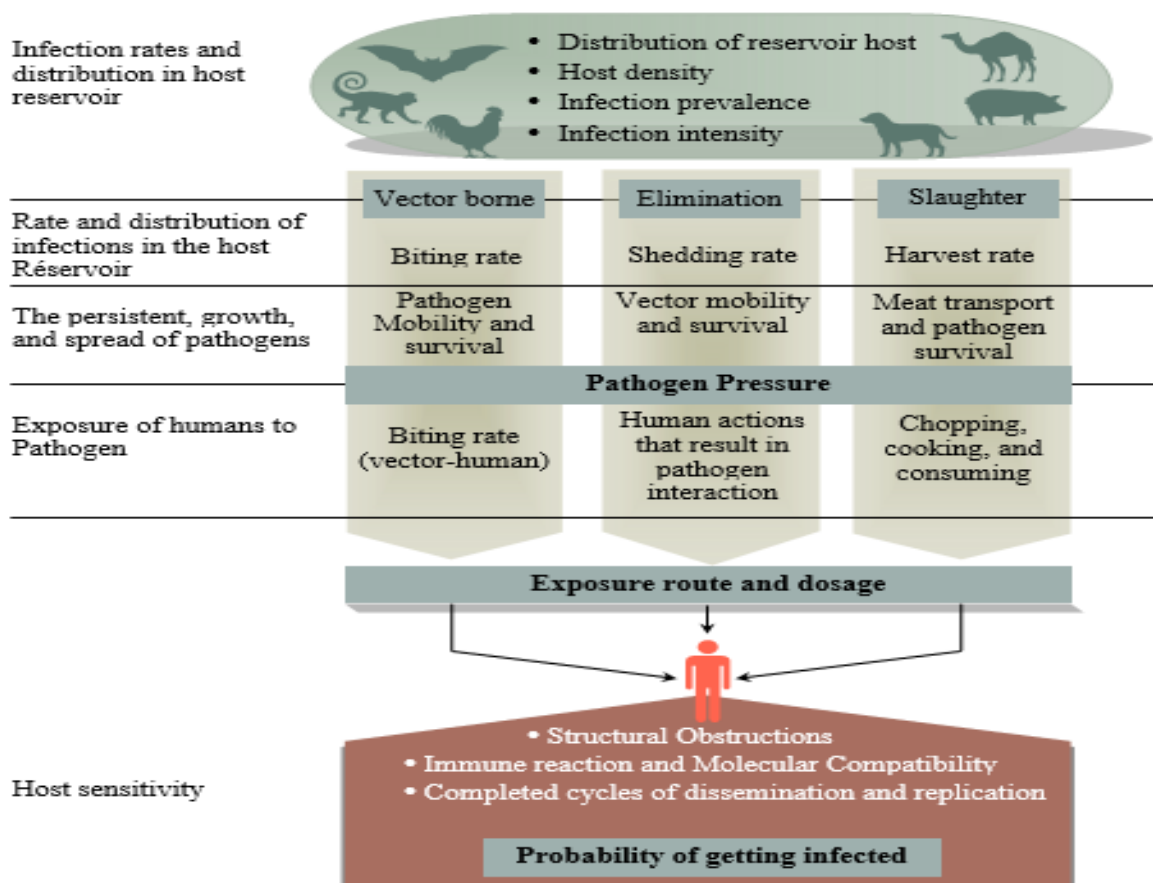 Infection rates and
distribution in host
reservoir
• Distribution of reservoir host
• Host density
• Infection prevalence
• Infection intensity
Vector borne
Elimination
Slaughter
Rate and distribution of
infections in the host
Réservoir
Biting rate
Shedding rate
Harvest rate
The persistent, growth,
and spread of pathogens
Pathogen
Mobility and
survival
Vector mobility
and survival
Meat transport
and pathogen
survival
Pathogen Pressure
Exposure of humans to
Pathogen
Biting rate
(vector-human)
Human actions
that result in
pathogen
interaction
Chopping,
cooking, and
consuming
Exposure route and dosage
Host sensitivity
• Structural Obstructions
• Immune reaction and Molecular Compatibility
• Completed cycles of dissemination and replication
Probability of getting infected